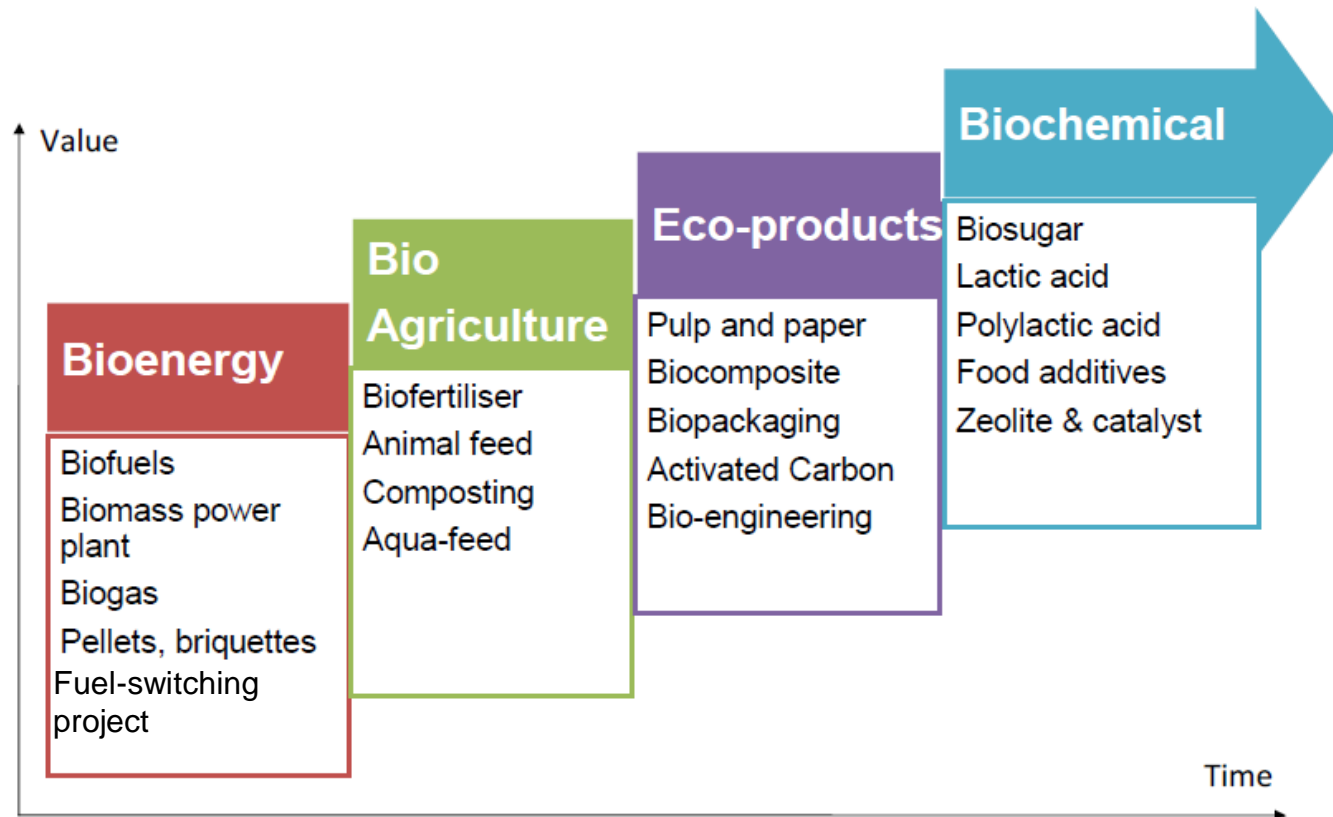 Value
Bioenergy
Biofuels
Biomass power
plant
Biogas
Pellets, briquettes
Fuel-switching
project
Bio
Agriculture
Biofertiliser
Animal feed
Composting
Aqua-feed
Eco-products
Pulp and paper
Biocomposite
Biopackaging
Activated Carbon
Bio-engineering
Biochemical
Biosugar
Lactic acid
Polylactic acid
Food additives
Zeolite & catalyst
Time